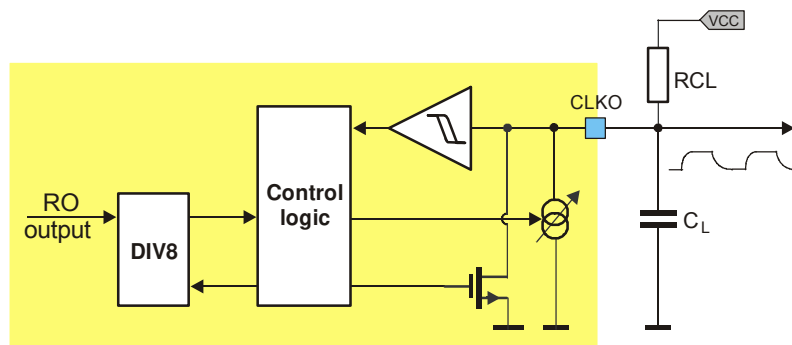 VCC
RCL
CLKO
Control
logic
RO
output
DIV8
CL